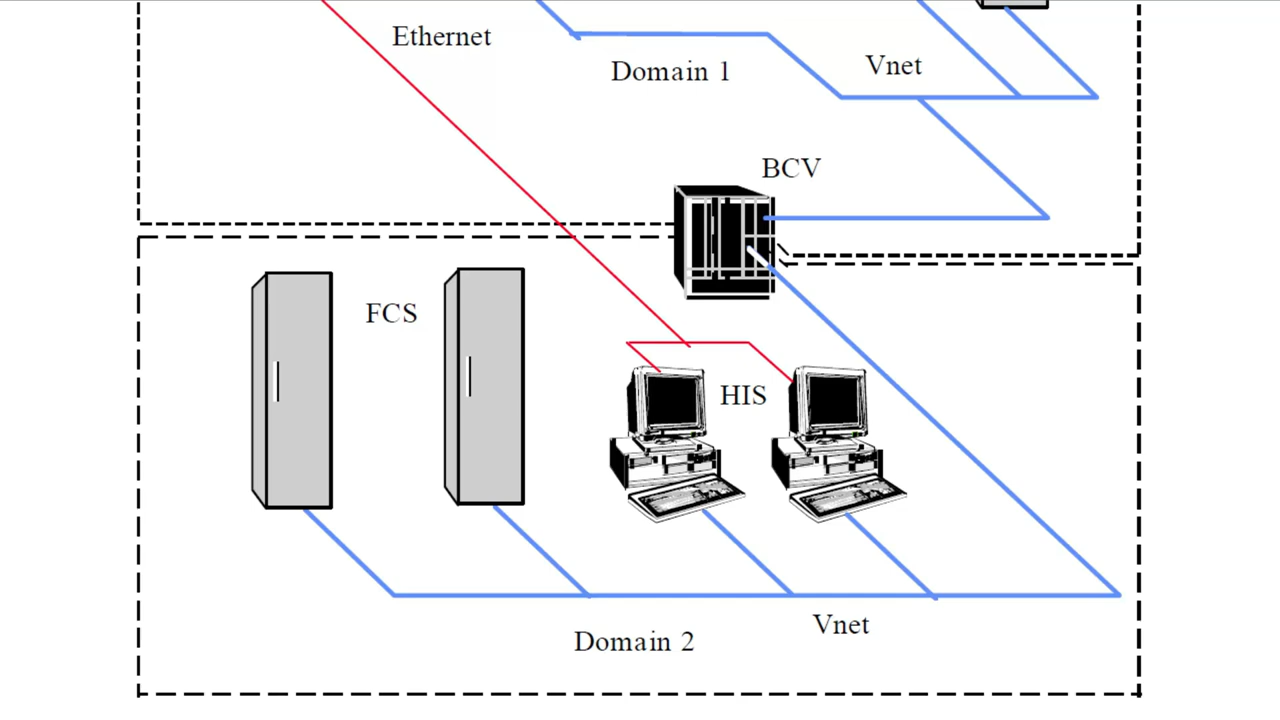 Ethernet
Domain 1
Vnet
BCV
FCS
HIS
Vnet
Domain 2